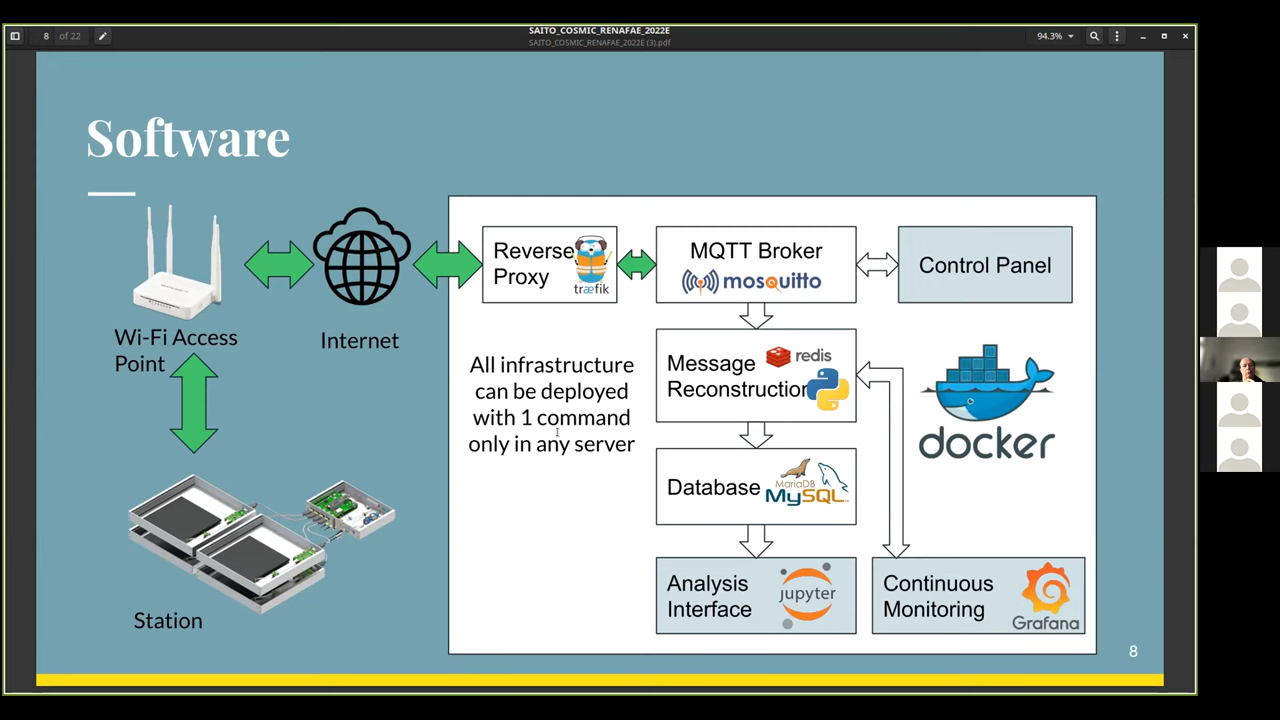 8 of 22
SAITO_COSMIC_RENAFAE_2022E
SAITO_COSMIC_RENAFAE_2022E (3).pdf
94.3%
Software
Wi-Fi Access
Point
Internet
Station
Reverse
Proxy
træfik
MQTT Broker
mosquitto
Control Panel
All infrastructure
can be deployed
with 1 command
only in any server
Message
Reconstruction
redis
docker
Database
MariaDB
MySQL
Analysis
Interface
jupyter
Continuous
Monitoring
Grafana
8